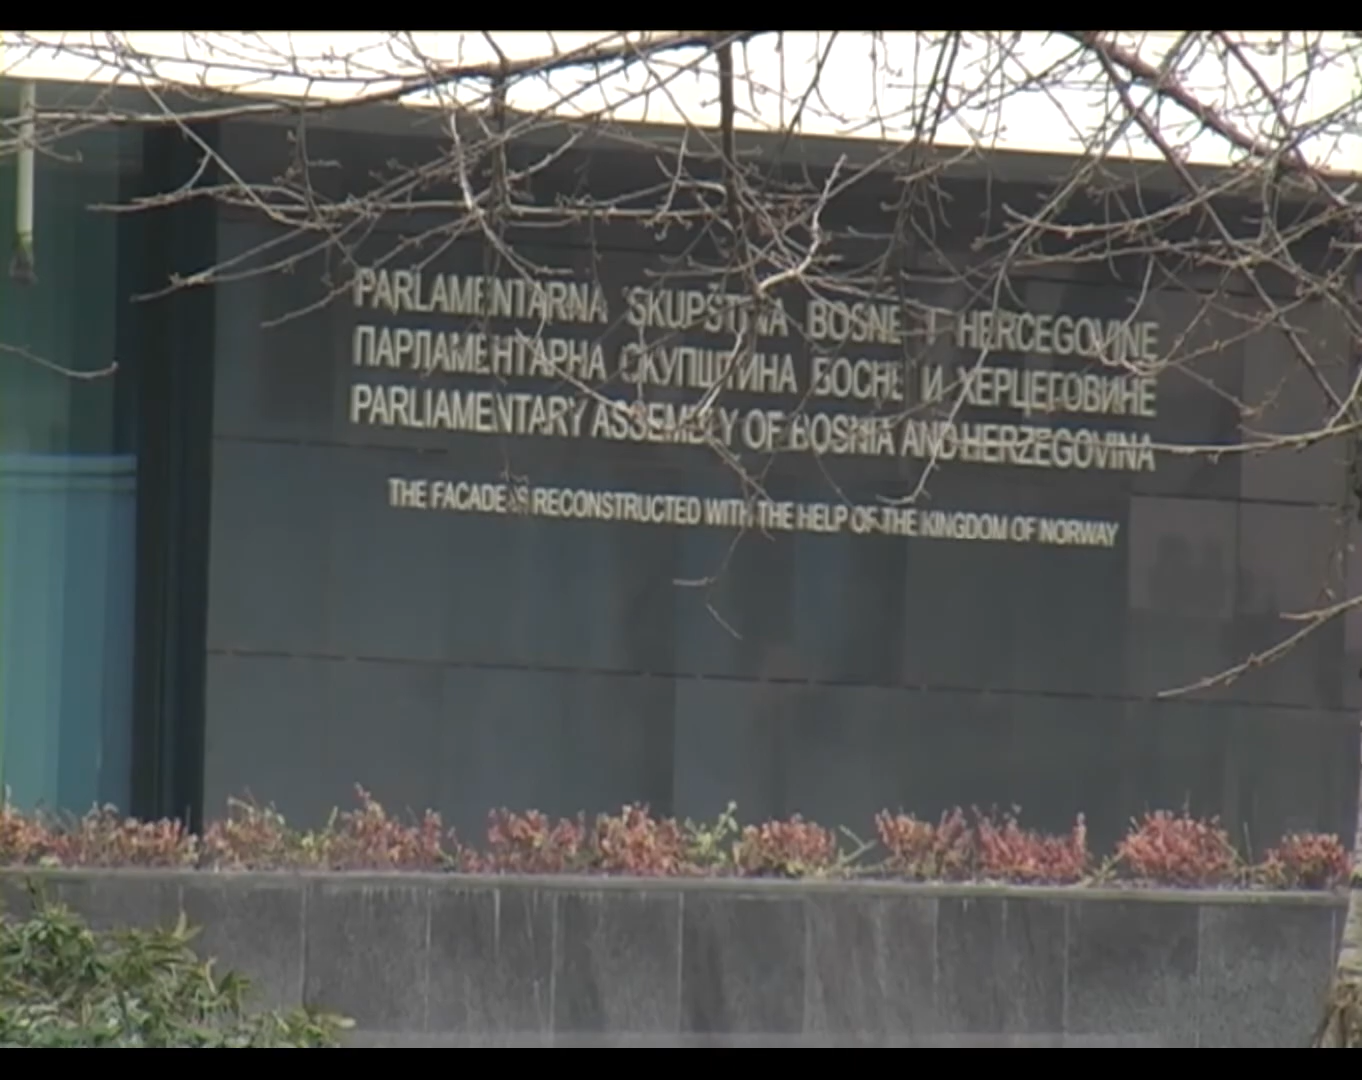 PARLAMENTARNA SKUPŠTINA BOSNE I HERCEGOVINE
ПАРЛАМЕНТАРНА СКУПШТИНА БОСНЕ И ХЕРЦЕГОВИНЕ
PARLIAMENTARY ASSEMBLY OF BOSNIA AND HERZEGOVINA
THE FACADE IS RECONSTRUCTED WITH THE HELP OF THE KINGDOM OF NORWAY